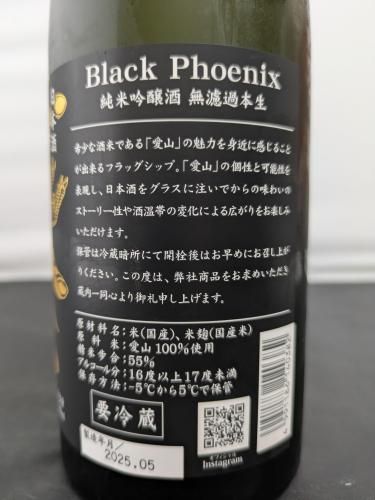 Black Phoenix
純米吟醸酒 無濾過本生
希少な酒米である「愛山」の魅力を身近に感じること
が出来るフラッグシップ。「愛山」の個性と可能性を
表現し、日本酒をグラスに注いでからの味わいの
ストーリー性や酒温帯の変化による広がりをお楽しみ
いただけます。
保管は冷蔵暗所にて開栓後はお早めにお召し上が
りください。この度は、弊社商品をお求めいただき
蔵内一同心より御礼申し上げます。
原材料名：米(国産)、米麹(国産米)
原料米：愛山100%使用
精米歩合：55%
アルコール分：16度以上17度未満
保存方法：-5℃から5℃で保管
要冷蔵
製造年月/
2025.05
オフィシャル
Instagram
日本酒